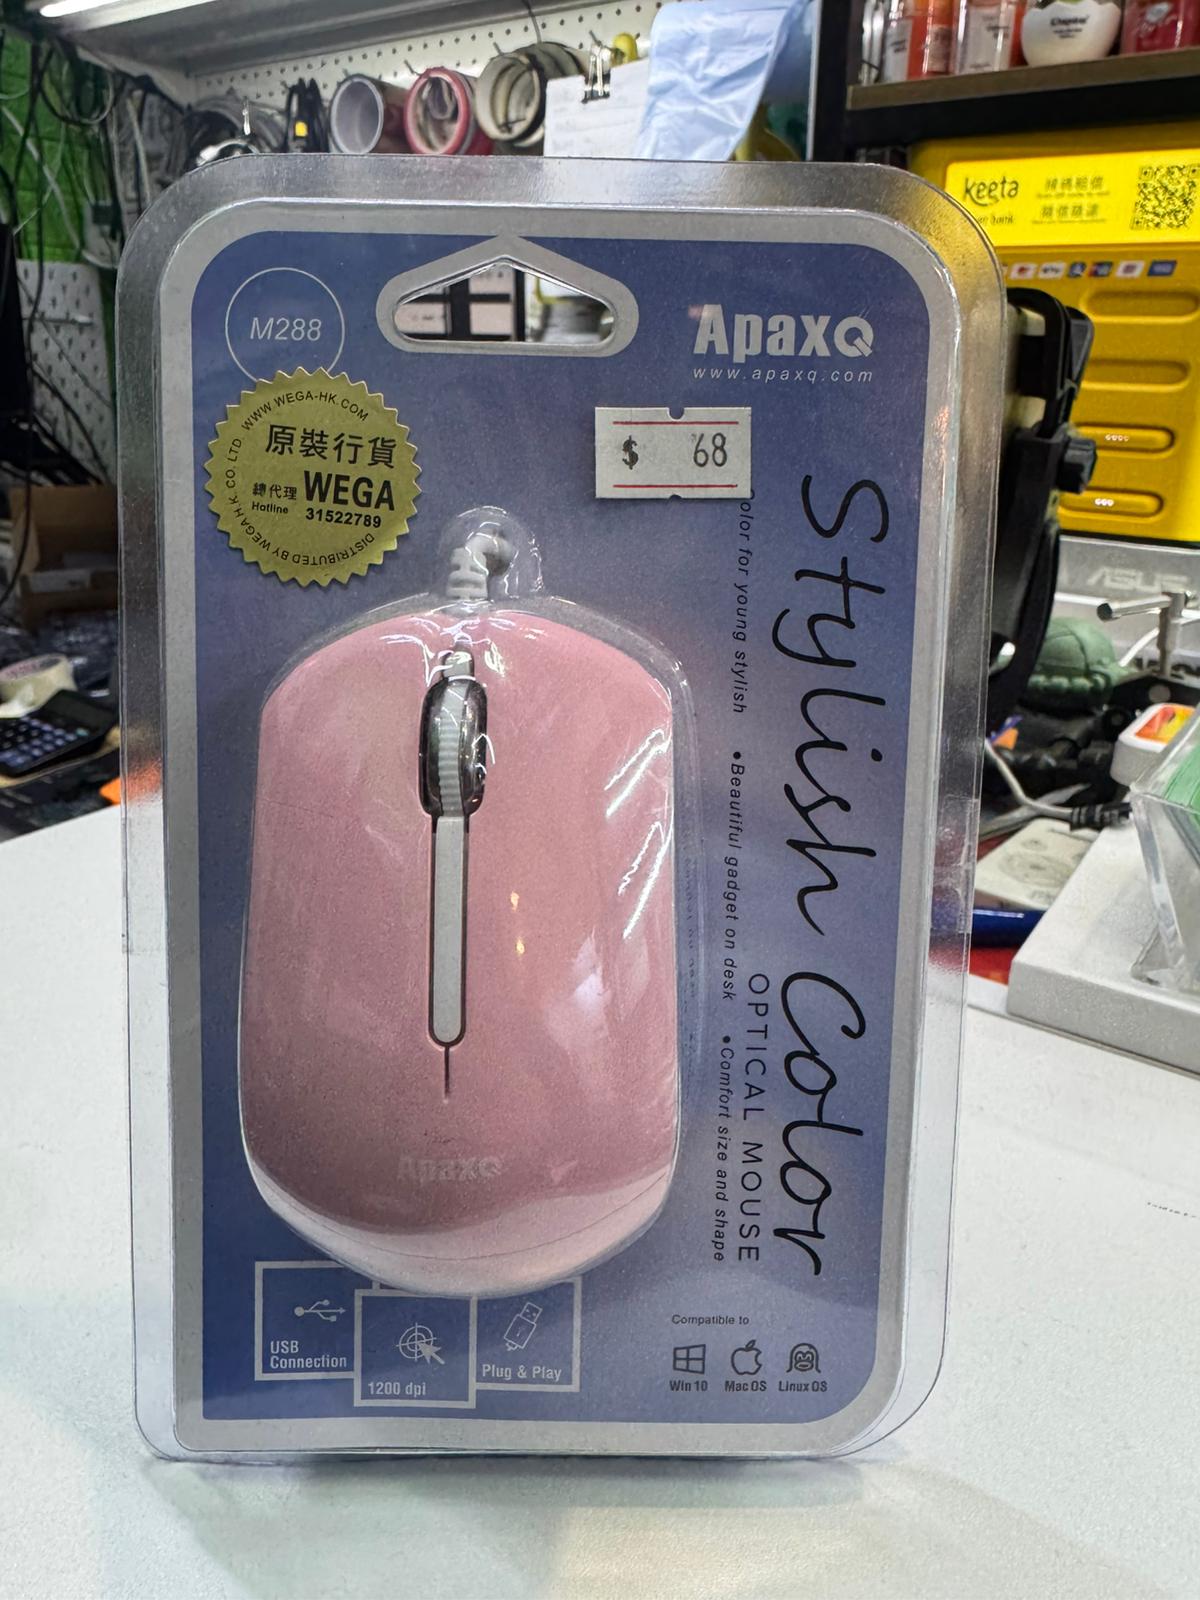 keeta
M288
ApaxQ
www.apaxq.com
WWW.WEGA-HK.COM
原裝行貨
總代理 WEGA
Hotline 31522789
DISTRIBUTED BY WEGA H.K. CO. LTD
$ 68
Stylish Color
OPTICAL MOUSE
olor for young stylish
•Beautiful gadget on desk
•Comfort size and shape
ApaxQ
USB
Connection
1200 dpi
Plug & Play
Compatible to
Win 10
Mac OS
Linux OS